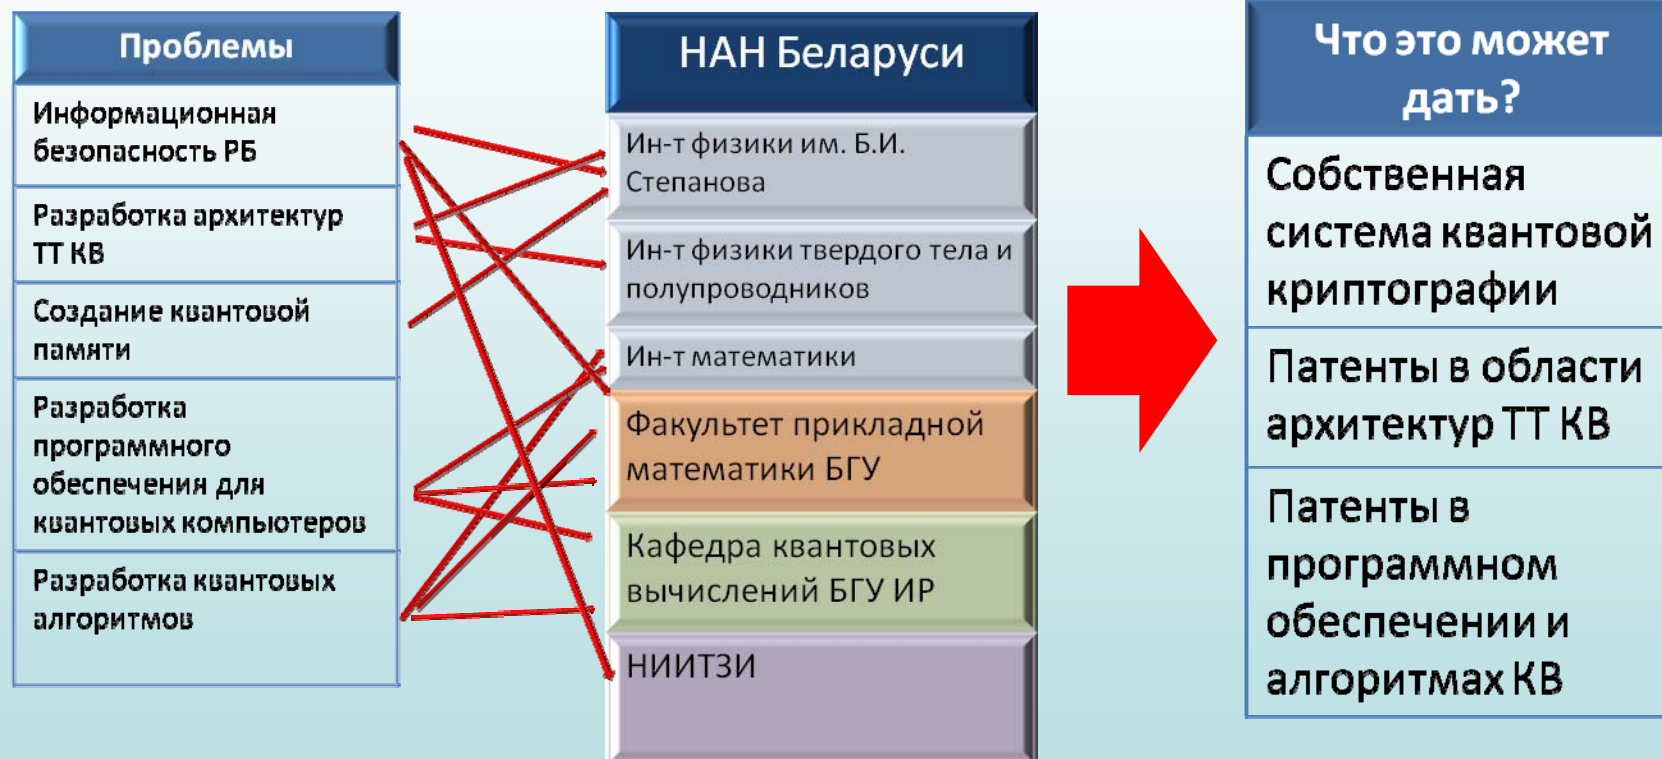 Проблемы
Информационная
безопасность РБ
Разработка архитектур
ТТ КВ
Создание квантовой
памяти
Разработка
программного
обеспечения для
квантовых компьютеров
Разработка квантовых
алгоритмов
НАН Беларуси
Ин-т физики им. Б.И.
Степанова
Ин-т физики твердого тела и
полупроводников
Ин-т математики
Факультет прикладной
математики БГУ
Кафедра квантовых
вычислений БГУ ИР
НИИТЗИ
Что это может
дать?
Собственная
система квантовой
криптографии
Патенты в области
архитектур ТТ КВ
Патенты в
программном
обеспечении и
алгоритмах КВ